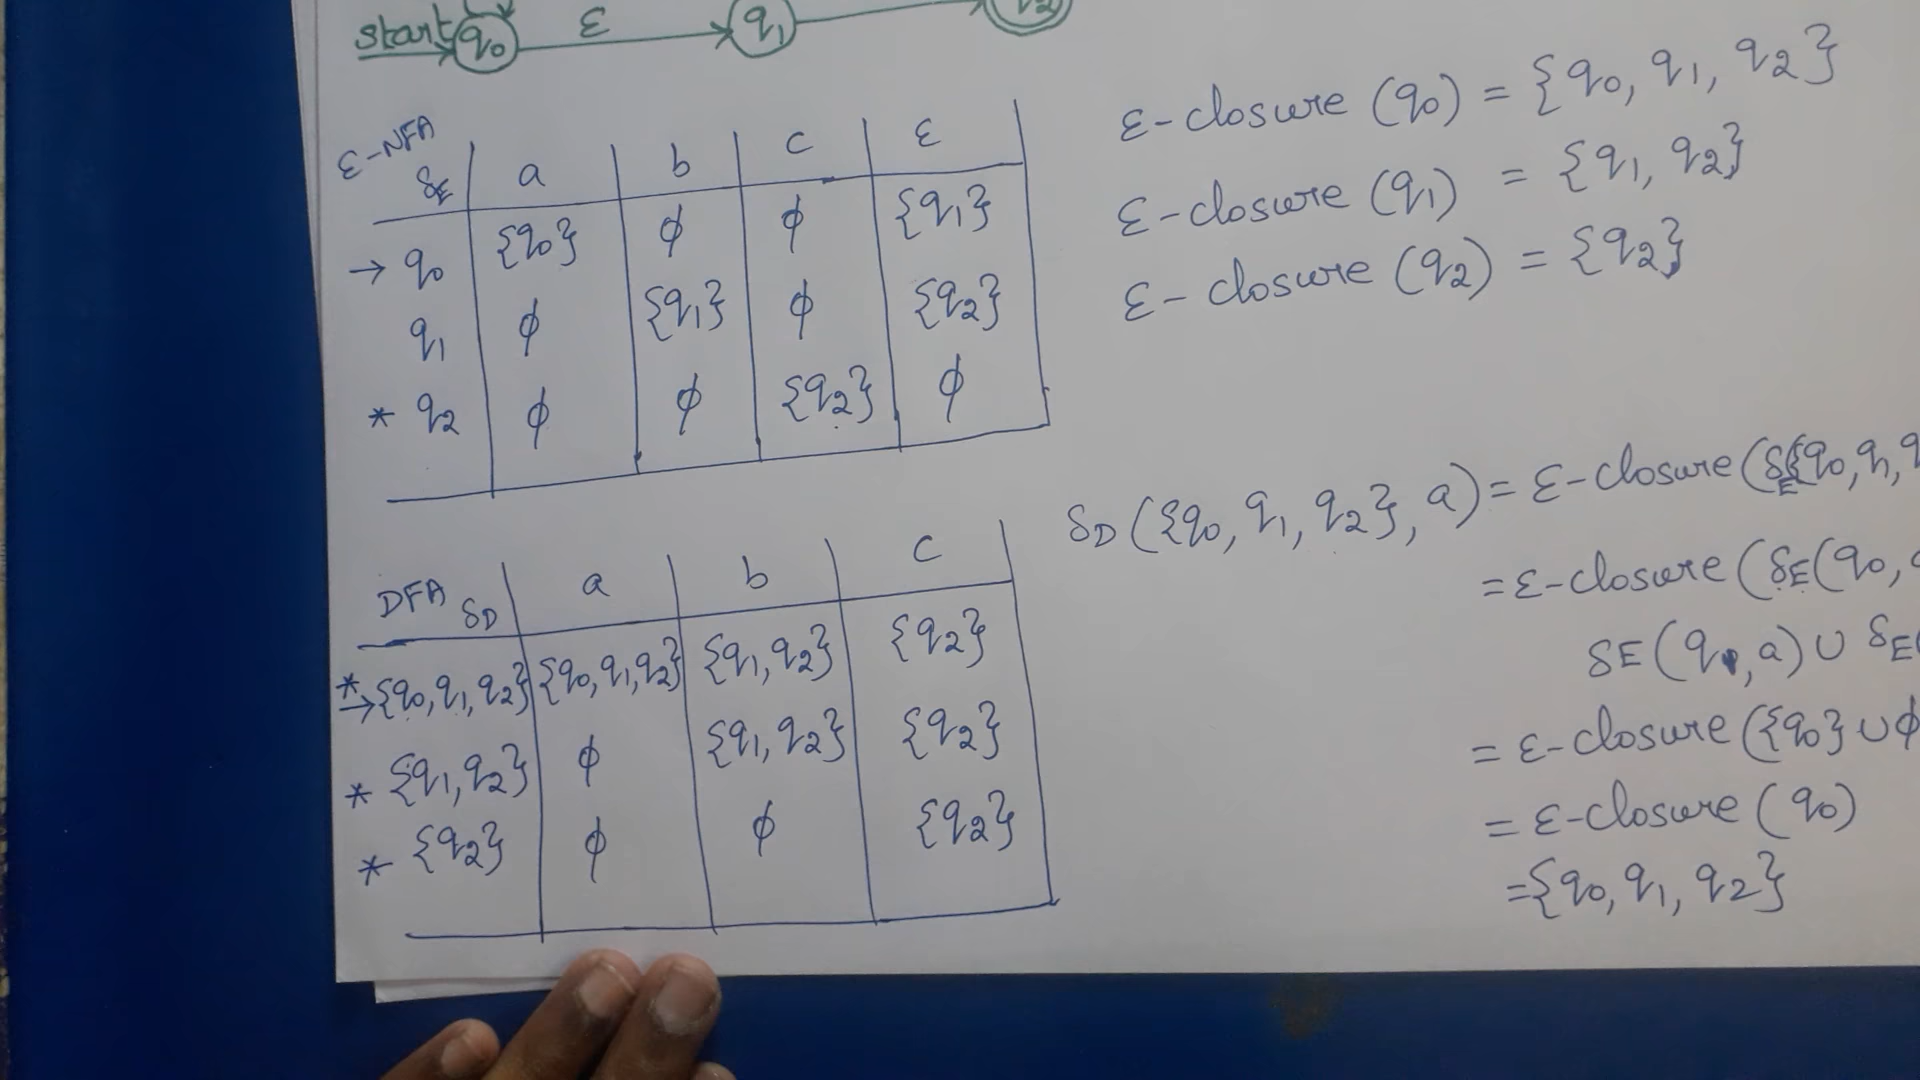 start q0 ε q1 q2
ε-NFA
δE a b c ε
→ q0 {q0} ϕ ϕ {q1}
q1 ϕ {q1} ϕ {q2}
* q2 ϕ ϕ {q2} ϕ
ε-closure (q0) = {q0, q1, q2}
ε-closure (q1) = {q1, q2}
ε-closure (q2) = {q2}
DFA δD a b c
*→{q0, q1, q2} {q0, q1, q2} {q1, q2} {q2}
* {q1, q2} ϕ {q1, q2} {q2}
* {q2} ϕ ϕ {q2}
δD ({q0, q1, q2}, a) = ε-closure (δE{q0, q1, q
= ε-closure (δE(q0,
δE( , a) ∪ δE(
= ε-closure ({q0} ∪ ϕ
= ε-closure (q0)
= {q0, q1, q2}